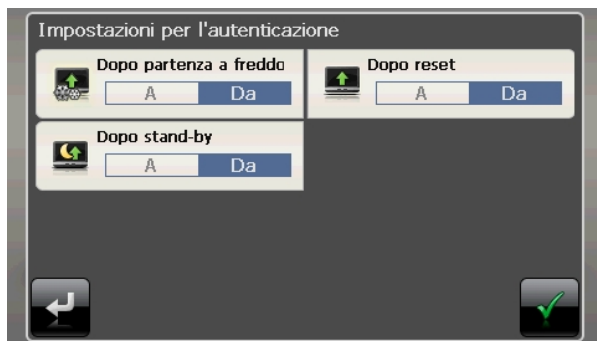 Impostazioni per l'autenticazione
Dopo partenza a freddo
A Da
Dopo reset
A Da
Dopo stand-by
A Da